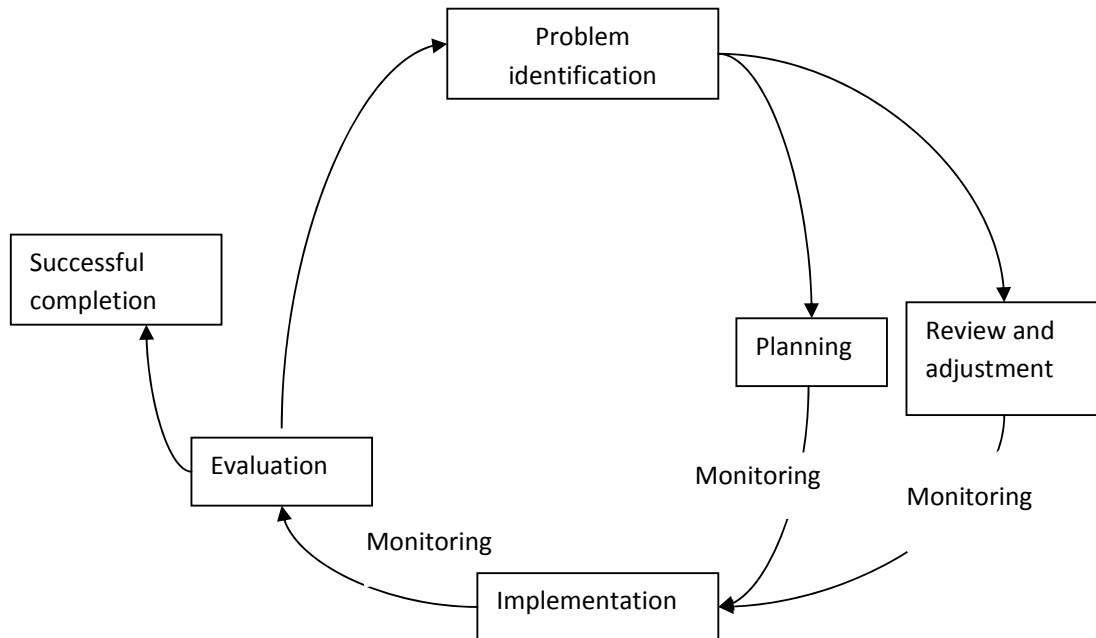 Problem
identification
Successful
completion
Planning
Review and
adjustment
Evaluation
Monitoring
Monitoring
Monitoring
Implementation